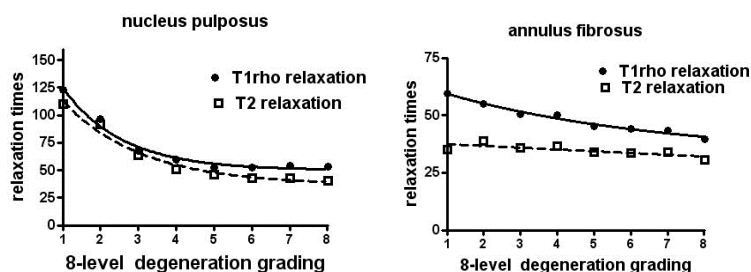 nucleus pulposus
relaxation times
150
125
100
75
50
25
0
T1rho relaxation
T2 relaxation
1 2 3 4 5 6 7 8
8-level degeneration grading
annulus fibrosus
relaxation times
75
50
25
0
T1rho relaxation
T2 relaxation
1 2 3 4 5 6 7 8
8-level degeneration grading